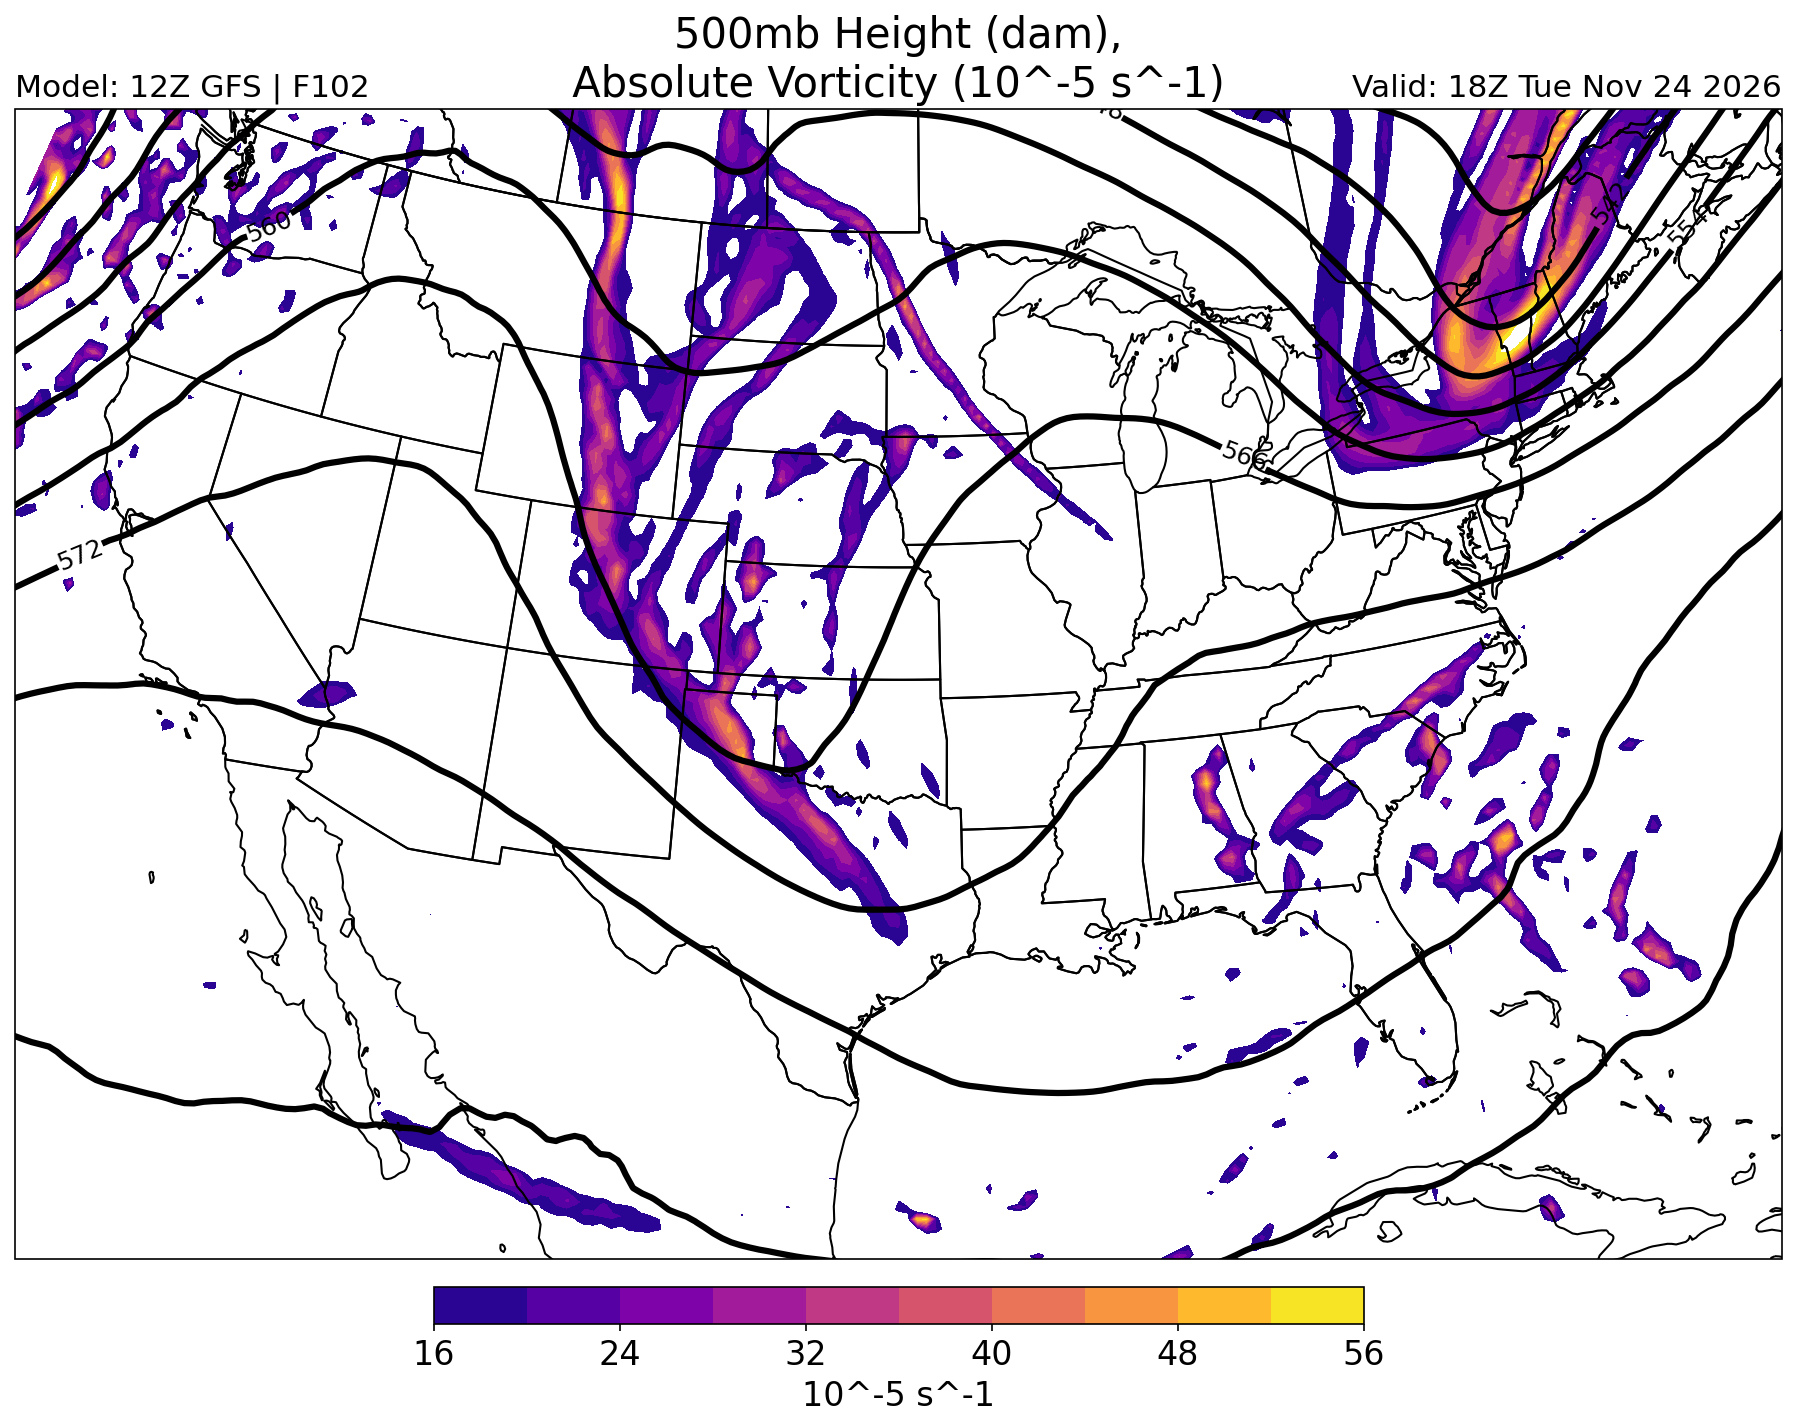 500mb Height (dam),
Model: 12Z GFS | F102
Absolute Vorticity (10^-5 s^-1)
Valid: 18Z Tue Nov 24 2026
560
542
554
566
572
16 24 32 40 48 56
10^-5 s^-1